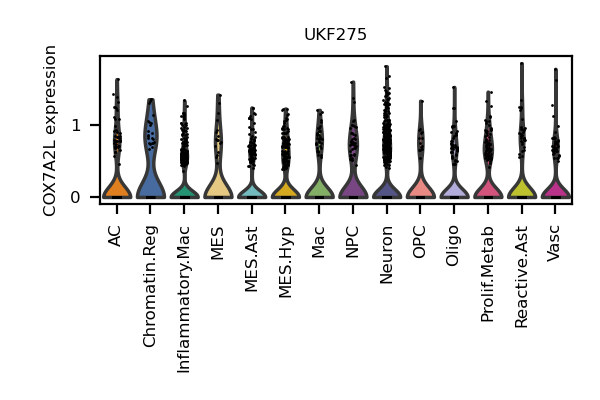 UKF275
COX7A2L expression
1
0
AC
Chromatin.Reg
Inflammatory.Mac
MES
MES.Ast
MES.Hyp
Mac
NPC
Neuron
OPC
Oligo
Prolif.Metab
Reactive.Ast
Vasc